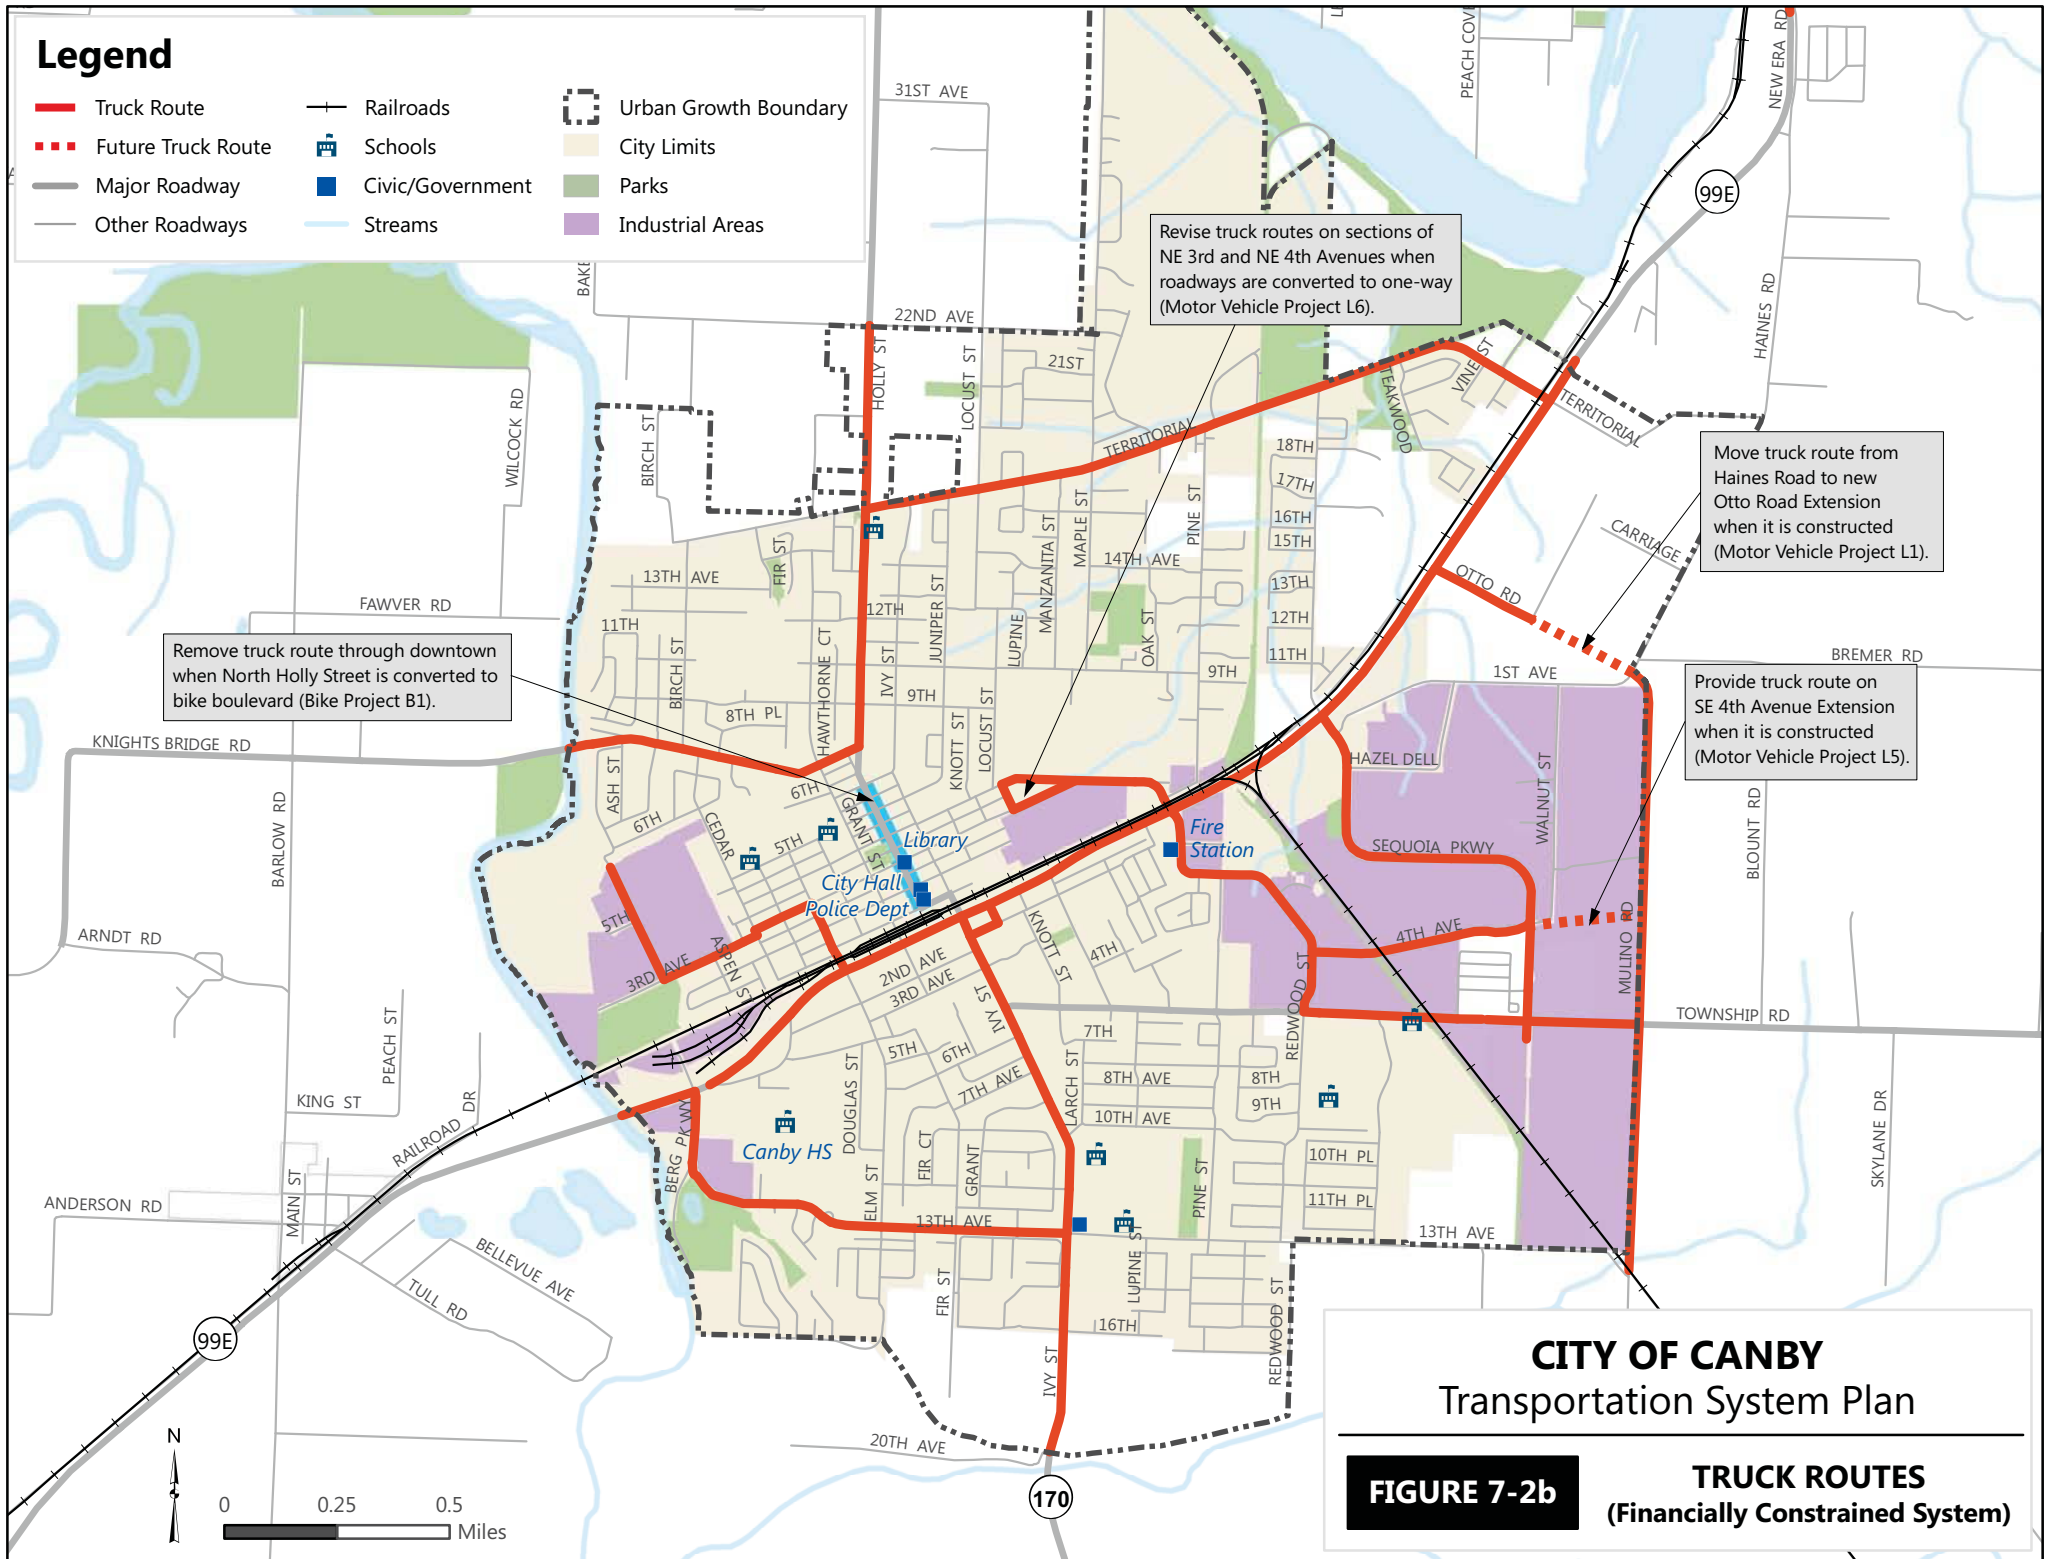 Legend
Truck Route
Future Truck Route
Major Roadway
Other Roadways
Railroads
Schools
Civic/Government
Streams
Urban Growth Boundary
City Limits
Parks
Industrial Areas
31ST AVE
PEACH COV
NEW ERA RD
99E
Revise truck routes on sections of
NE 3rd and NE 4th Avenues when
roadways are converted to one-way
(Motor Vehicle Project L6).
BAKE
22ND AVE
HOLLY ST
LOCUST ST
21ST
HAINES RD
VINE ST
TEAKWOOD
TERRITORIAL
TERRITORIAL
WILCOCK RD
BIRCH ST
18TH
17TH
16TH
15TH
13TH
12TH
11TH
Move truck route from
Haines Road to new
Otto Road Extension
when it is constructed
(Motor Vehicle Project L1).
CARRIAGE
OTTO RD
FIR ST
13TH AVE
MANZANITA ST
MAPLE ST
PINE ST
14TH AVE
FAWVER RD
11TH
12TH
JUNIPER ST
LUPINE
OAK ST
9TH
1ST AVE
BREMER RD
Remove truck route through downtown
when North Holly Street is converted to
bike boulevard (Bike Project B1).
BIRCH ST
HAWTHORNE CT
IVY ST
9TH
8TH PL
KNOTT ST
LOCUST ST
Provide truck route on
SE 4th Avenue Extension
when it is constructed
(Motor Vehicle Project L5).
KNIGHTS BRIDGE RD
ASH ST
6TH
6TH
CEDAR
5TH
GRANT ST
HAZEL DELL
WALNUT ST
SEQUOIA PKWY
BLOUNT RD
BARLOW RD
Library
City Hall
Police Dept
Fire
Station
5TH
ARNDT RD
3RD AVE
ASPEN ST
2ND AVE
3RD AVE
KNOTT ST
4TH
IVY ST
4TH AVE
MULINO RD
REDWOOD ST
TOWNSHIP RD
PEACH ST
KING ST
RAILROAD DR
7TH
5TH
6TH
7TH AVE
DOUGLAS ST
LARCH ST
8TH AVE
10TH AVE
8TH
9TH
BERG PKWY
Canby HS
FIR CT
GRANT
ELM ST
13TH AVE
PINE ST
10TH PL
11TH PL
13TH AVE
SKYLANE DR
ANDERSON RD
MAIN ST
BELLEVUE AVE
TULL RD
FIR ST
LUPINE ST
16TH
REDWOOD ST
IVY ST
20TH AVE
99E
170
N
0 0.25 0.5
Miles
CITY OF CANBY
Transportation System Plan
FIGURE 7-2b
TRUCK ROUTES
(Financially Constrained System)